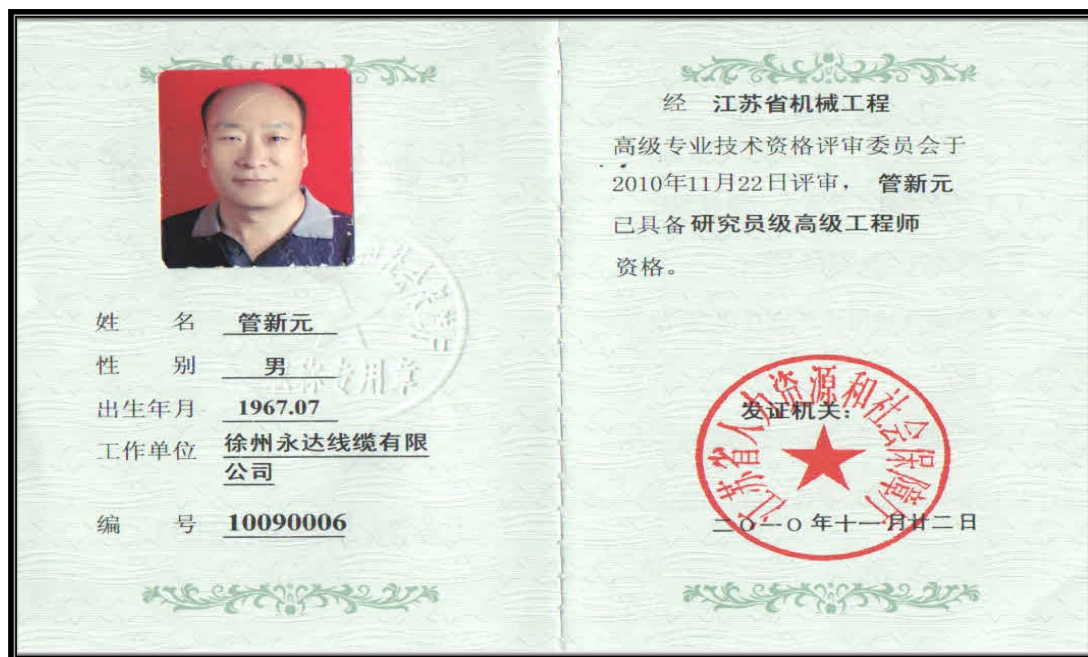 姓 名 管新元
性 别 男
出生年月 1967.07
工作单位 徐州永达线缆有限
公司
编 号 10090006
经 江苏省机械工程
高级专业技术资格评审委员会于
2010年11月22日评审， 管新元
已具备 研究员级高级工程师
资格。
江苏省人力资源和社会保障厅
发证机关：
二〇一〇年十一月廿二日